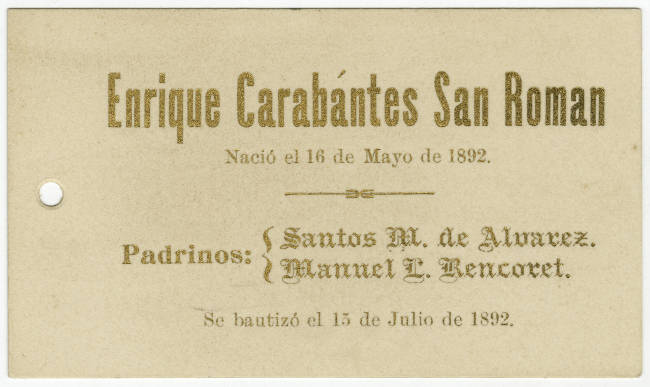 Enrique Carabántes San Roman
Nació el 16 de Mayo de 1892.
Padrinos: { Santos M. de Alvarez.
Manuel L. Rencoret.
Se bautizó el 15 de Julio de 1892.